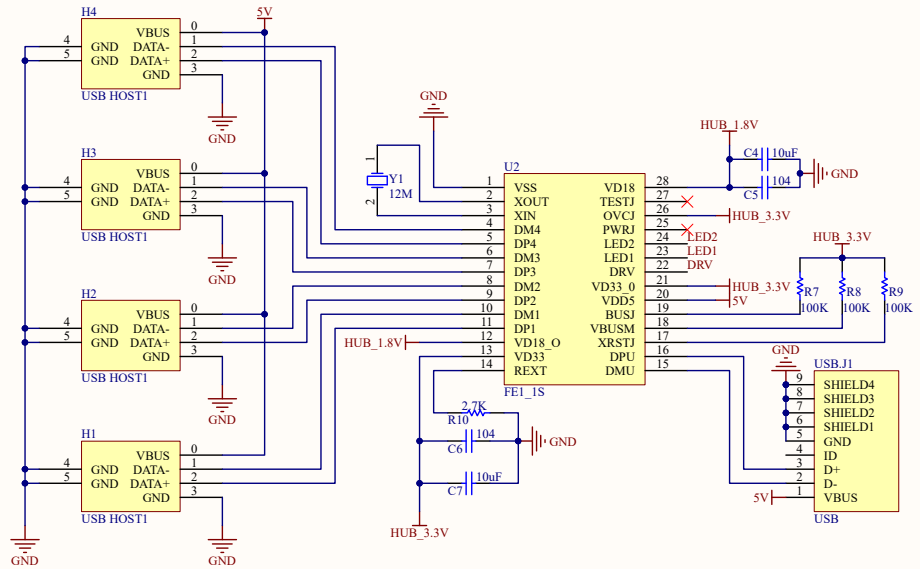 H4
VBUS 0
4 GND DATA- 1
5 GND DATA+ 2
GND 3
USB HOST1
GND
5V
H3
VBUS 0
4 GND DATA- 1
5 GND DATA+ 2
GND 3
USB HOST1
GND
H2
VBUS 0
4 GND DATA- 1
5 GND DATA+ 2
GND 3
USB HOST1
GND
H1
VBUS 0
4 GND DATA- 1
5 GND DATA+ 2
GND 3
USB HOST1
GND
GND
GND
1
Y1
12M
2
U2
1 VSS VD18 28
2 XOUT TESTJ 27
3 XIN OVCJ 26
4 DM4 PWRJ 25
5 DP4 LED2 24
6 DM3 LED1 23
7 DP3 DRV 22
8 DM2 VD33_0 21
9 DP2 VDD5 20
10 DM1 BUSJ 19
11 DP1 VBUSM 18
12 VD18_O XRSTJ 17
13 VD33 DPU 16
14 REXT DMU 15
FE1_1S
HUB_1.8V
2.7K
R10
104
C6
GND
10uF
C7
HUB_3.3V
HUB_1.8V
C4 10uF
C5 104
GND
HUB_3.3V
LED2
LED1
DRV
HUB_3.3V
5V
HUB_3.3V
R7 R8 R9
100K 100K 100K
GND
USB.J1
9 SHIELD4
8 SHIELD3
7 SHIELD2
6 SHIELD1
5 GND
4 ID
3 D+
2 D-
5V 1 VBUS
USB